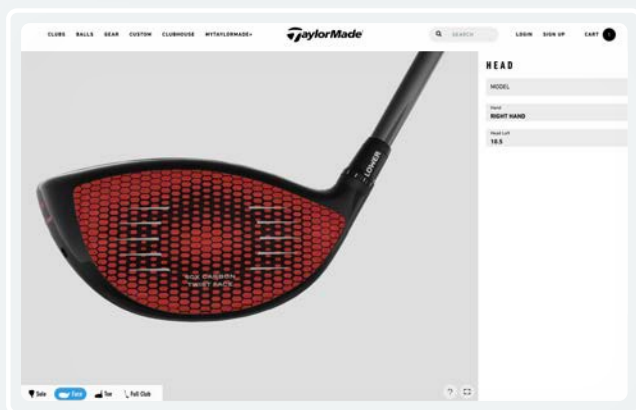 CLUBS BALLS GEAR CUSTOM CLUBHOUSE MYTAYLORMADE+ TaylorMade SEARCH LOGIN SIGN UP CART
HEAD
MODEL
Hand
RIGHT HAND
Head Loft
10.5
LOWER
60X CARBON
TWIST FACE
Sole Face Toe Full Club ?